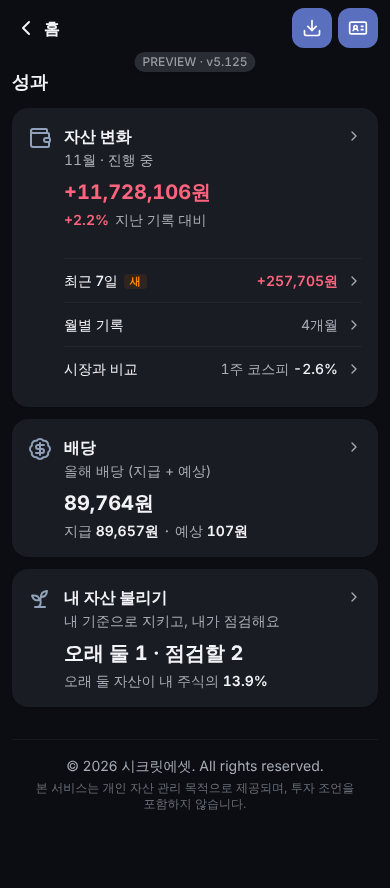 홈
PREVIEW · v5.125
성과
자산 변화
11월 · 진행 중
+11,728,106원
+2.2% 지난 기록 대비
최근 7일 새 +257,705원
월별 기록 4개월
시장과 비교 1주 코스피 -2.6%
배당
올해 배당 (지급 + 예상)
89,764원
지급 89,657원 · 예상 107원
내 자산 불리기
내 기준으로 지키고, 내가 점검해요
오래 둘 1 · 점검할 2
오래 둘 자산이 내 주식의 13.9%
© 2026 시크릿에셋. All rights reserved.
본 서비스는 개인 자산 관리 목적으로 제공되며, 투자 조언을
포함하지 않습니다.